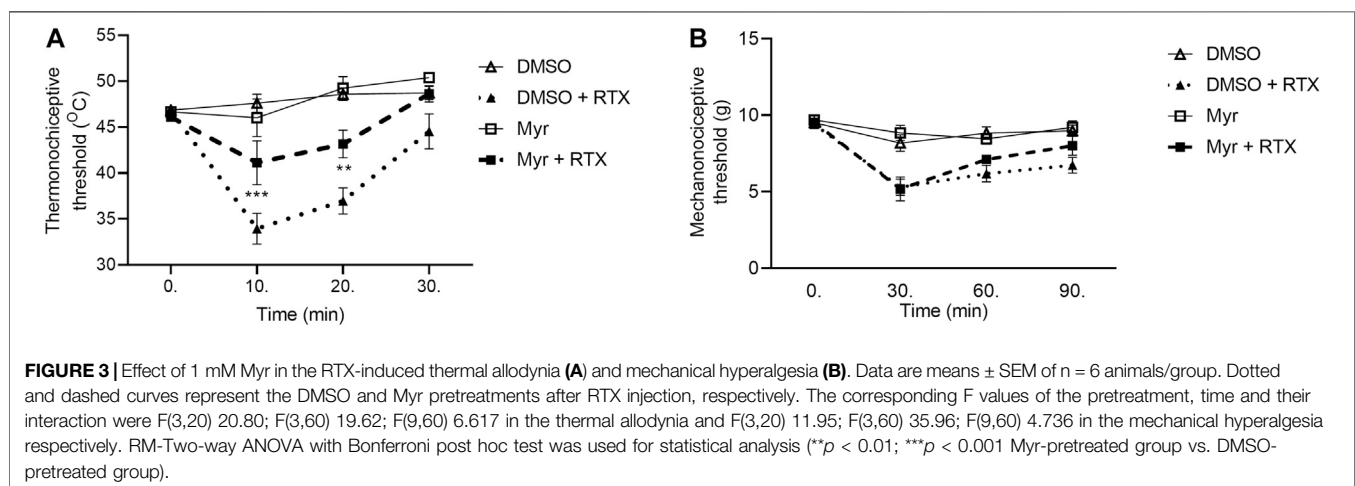 A
Thermonociceptive
threshold (°C)
55
50
45
40
35
30
***
**
0.
10.
20.
30.
Time (min)
DMSO
DMSO + RTX
Myr
Myr + RTX
B
Mechanonociceptive
threshold (g)
15
10
5
0
0.
30.
60.
90.
Time (min)
DMSO
DMSO + RTX
Myr
Myr + RTX
FIGURE 3 | Effect of 1 mM Myr in the RTX-induced thermal allodynia (A) and mechanical hyperalgesia (B). Data are means ± SEM of n = 6 animals/group. Dotted
and dashed curves represent the DMSO and Myr pretreatments after RTX injection, respectively. The corresponding F values of the pretreatment, time and their
interaction were F(3,20) 20.80; F(3,60) 19.62; F(9,60) 6.617 in the thermal allodynia and F(3,20) 11.95; F(3,60) 35.96; F(9,60) 4.736 in the mechanical hyperalgesia
respectively. RM-Two-way ANOVA with Bonferroni post hoc test was used for statistical analysis (**p < 0.01; ***p < 0.001 Myr-pretreated group vs. DMSO-
pretreated group).